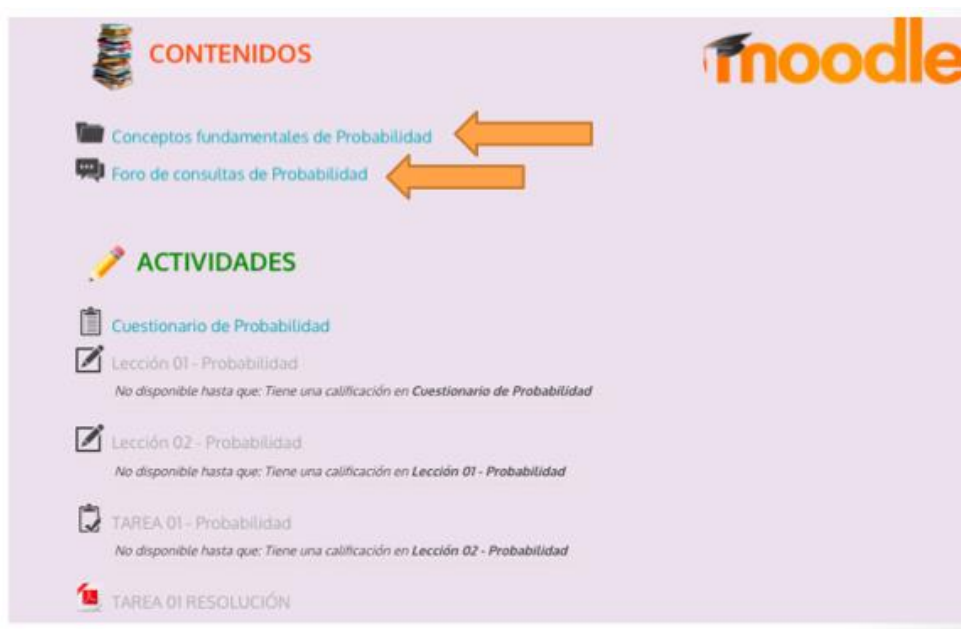 CONTENIDOS
moodle
Conceptos fundamentales de Probabilidad
Foro de consultas de Probabilidad
ACTIVIDADES
Cuestionario de Probabilidad
Lección 01 - Probabilidad
No disponible hasta que: Tiene una calificación en Cuestionario de Probabilidad
Lección 02 - Probabilidad
No disponible hasta que: Tiene una calificación en Lección 01 - Probabilidad
TAREA 01 - Probabilidad
No disponible hasta que: Tiene una calificación en Lección 02 - Probabilidad
TAREA 01 RESOLUCIÓN